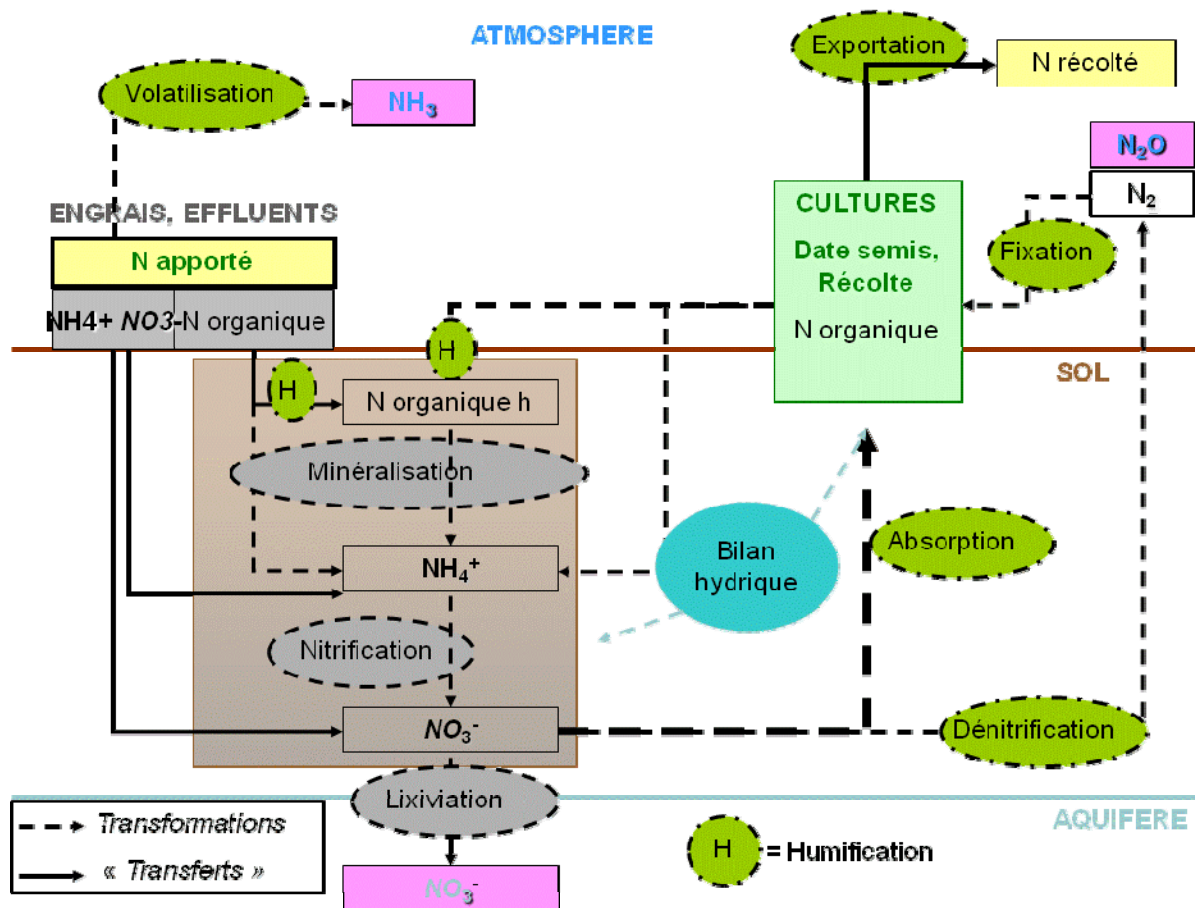 ATMOSPHERE
Exportation
N récolté
Volatilisation
NH3
N2O
N2
ENGRAIS, EFFLUENTS
N apporté
NH4+ NO3-N organique
CULTURES
Date semis,
Récolte
N organique
Fixation
H
SOL
H
N organique h
Minéralisation
Bilan
hydrique
Absorption
NH4+
Nitrification
NO3-
Dénitrification
Lixiviation
AQUIFERE
Transformations
« Transferts »
H
= Humification
NO3-